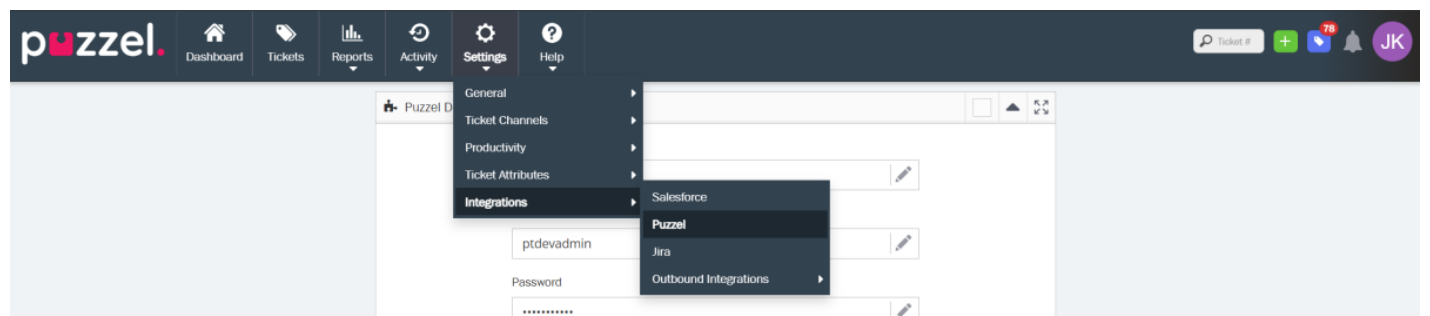 puzzel.
Dashboard
Tickets
Reports
Activity
Settings
Help
Ticket #
78
JK
General
Ticket Channels
Productivity
Ticket Attributes
Integrations
Puzzel D
Salesforce
Puzzel
Jira
Outbound Integrations
ptdevadmin
Password
•••••••••••